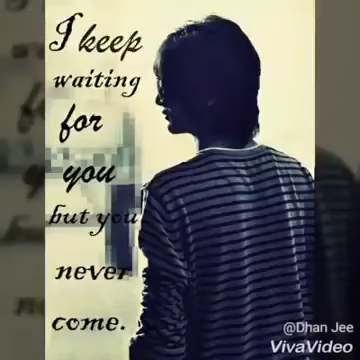 I keep
waiting
for
you
but you
never
come.
@Dhan Jee
VivaVideo